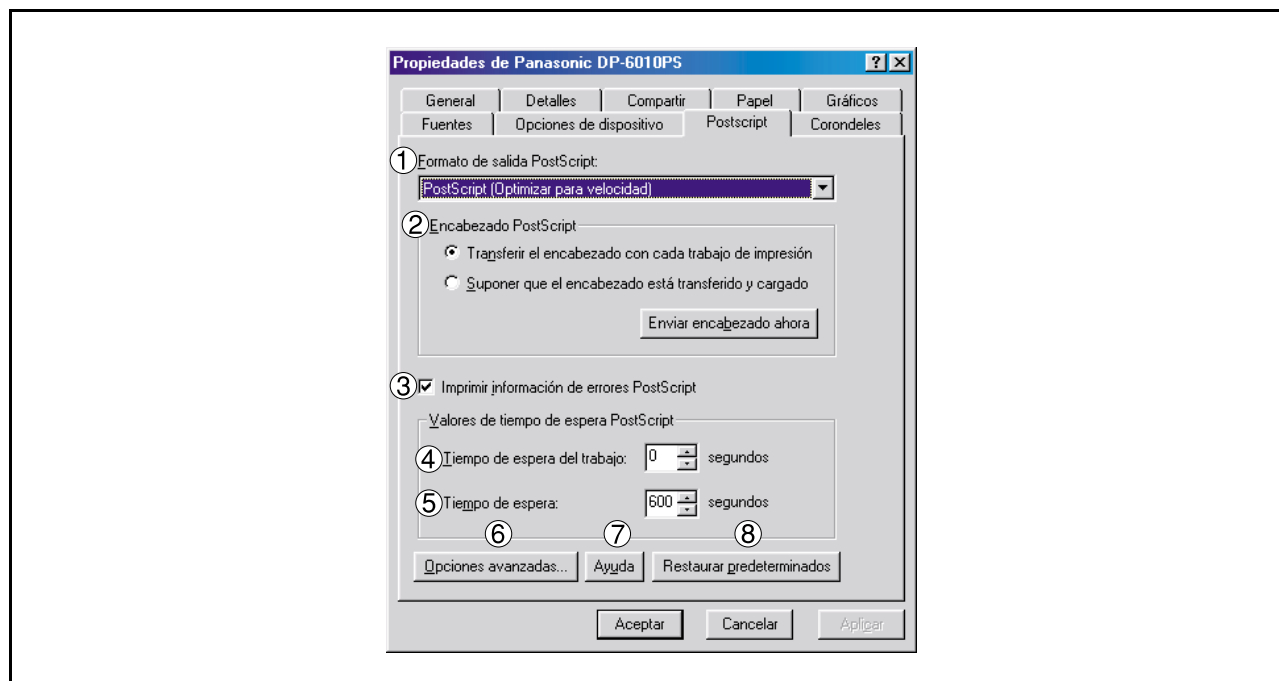 Propiedades de Panasonic DP-6010PS ? ×
General Detalles Compartir Papel Gráficos
Fuentes Opciones de dispositivo Postscript Corondeles
① Formato de salida PostScript:
PostScript (Optimizar para velocidad)
② Encabezado PostScript
Transferir el encabezado con cada trabajo de impresión
Suponer que el encabezado está transferido y cargado
Enviar encabezado ahora
③ Imprimir información de errores PostScript
Valores de tiempo de espera PostScript
④ Tiempo de espera del trabajo: 0 segundos
⑤ Tiempo de espera: 600 segundos
⑥ ⑦ ⑧
Opciones avanzadas... Ayuda Restaurar predeterminados
Aceptar Cancelar Aplicar